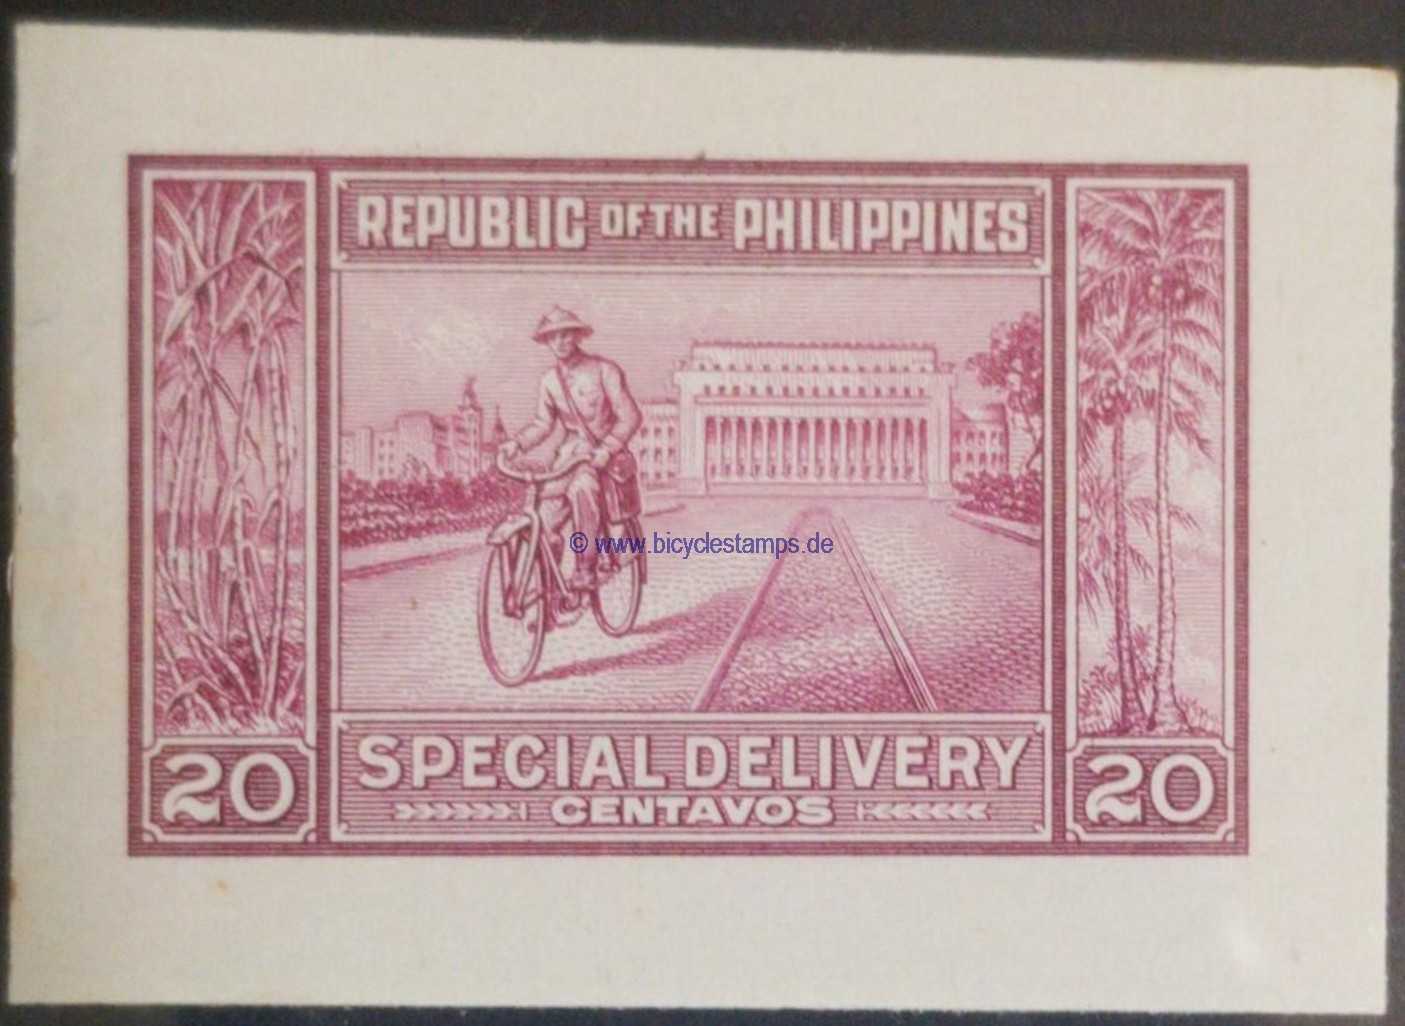 REPUBLIC OF THE PHILIPPINES
© www.bicyclestamps.de
SPECIAL DELIVERY
20 CENTAVOS 20